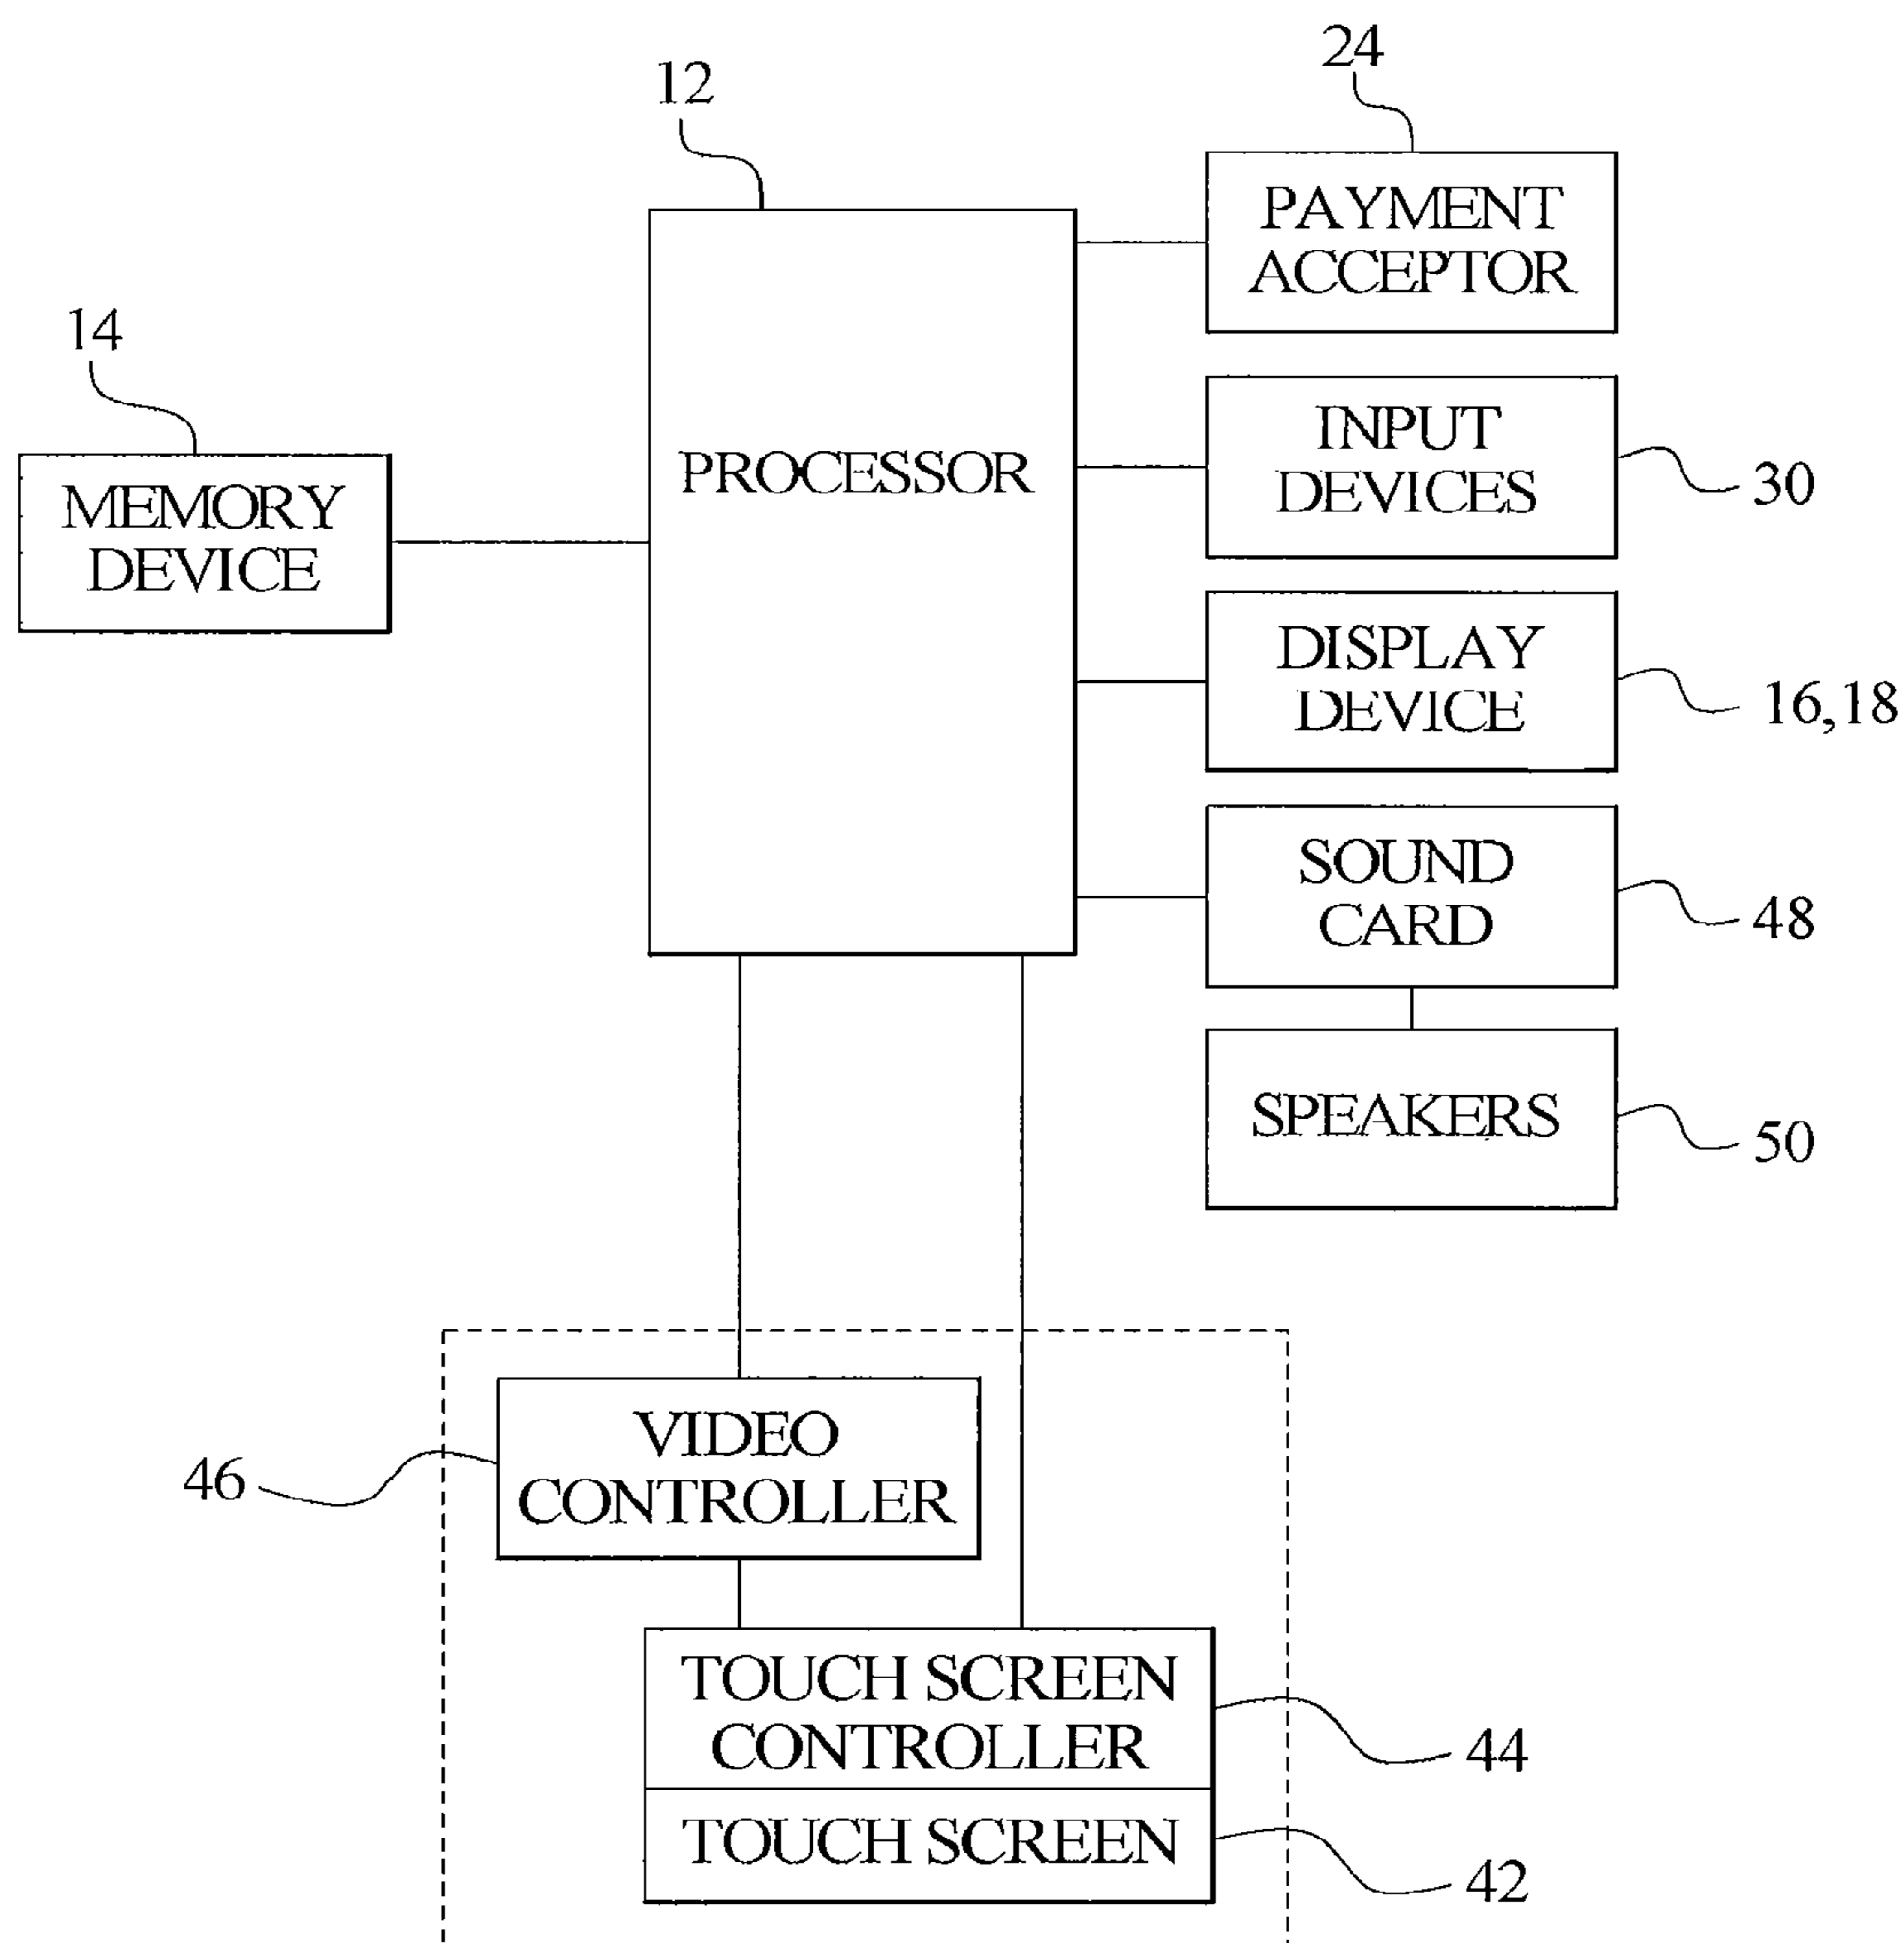 24
12
PAYMENT
ACCEPTOR
14
INPUT
DEVICES
30
PROCESSOR
MEMORY
DEVICE
DISPLAY
DEVICE
16,18
SOUND
CARD
48
SPEAKERS
50
VIDEO
CONTROLLER
46
TOUCH SCREEN
CONTROLLER
44
TOUCH SCREEN
42